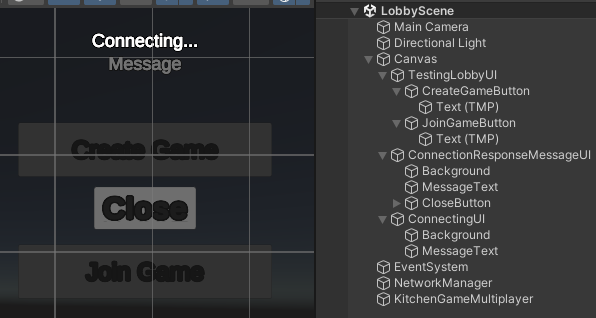 Connecting...
Message
Create Game
Close
Join Game
LobbyScene
Main Camera
Directional Light
Canvas
TestingLobbyUI
CreateGameButton
Text (TMP)
JoinGameButton
Text (TMP)
ConnectionResponseMessageUI
Background
MessageText
CloseButton
ConnectingUI
Background
MessageText
EventSystem
NetworkManager
KitchenGameMultiplayer